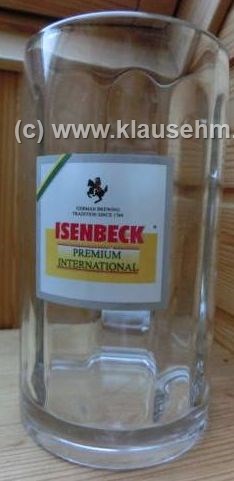 (c) www.klausehm.
GERMAN BREWING
TRADITION SINCE 1769
ISENBECK
PREMIUM
INTERNATIONAL